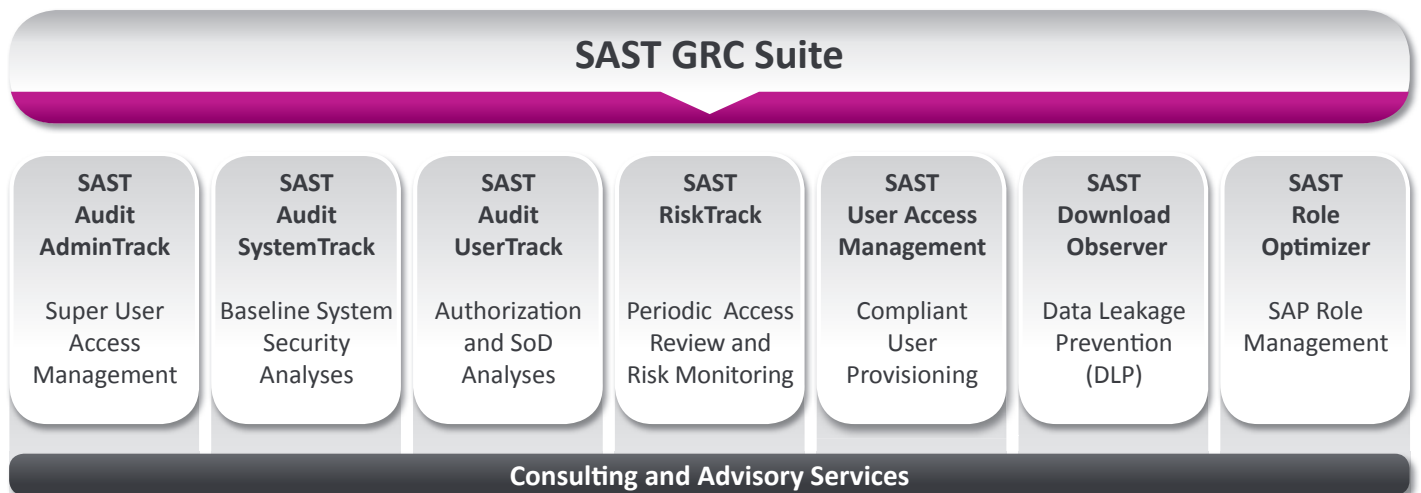 SAST GRC Suite
SAST
Audit
AdminTrack
Super User
Access
Management
SAST
Audit
SystemTrack
Baseline System
Security
Analyses
SAST
Audit
UserTrack
Authorization
and SoD
Analyses
SAST
RiskTrack
Periodic Access
Review and
Risk Monitoring
SAST
User Access
Management
Compliant
User
Provisioning
SAST
Download
Observer
Data Leakage
Prevention
(DLP)
SAST
Role
Optimizer
SAP Role
Management
Consulting and Advisory Services